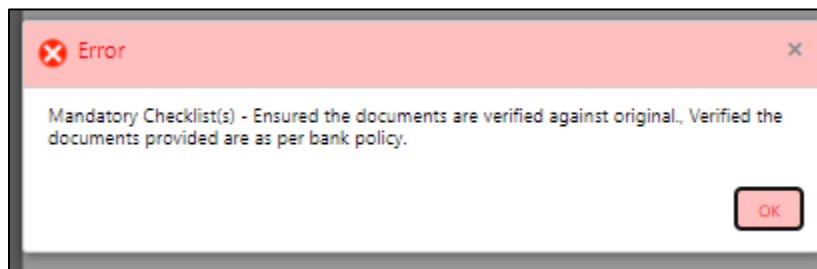 Error
Mandatory Checklist(s) - Ensured the documents are verified against original., Verified the
documents provided are as per bank policy.
OK